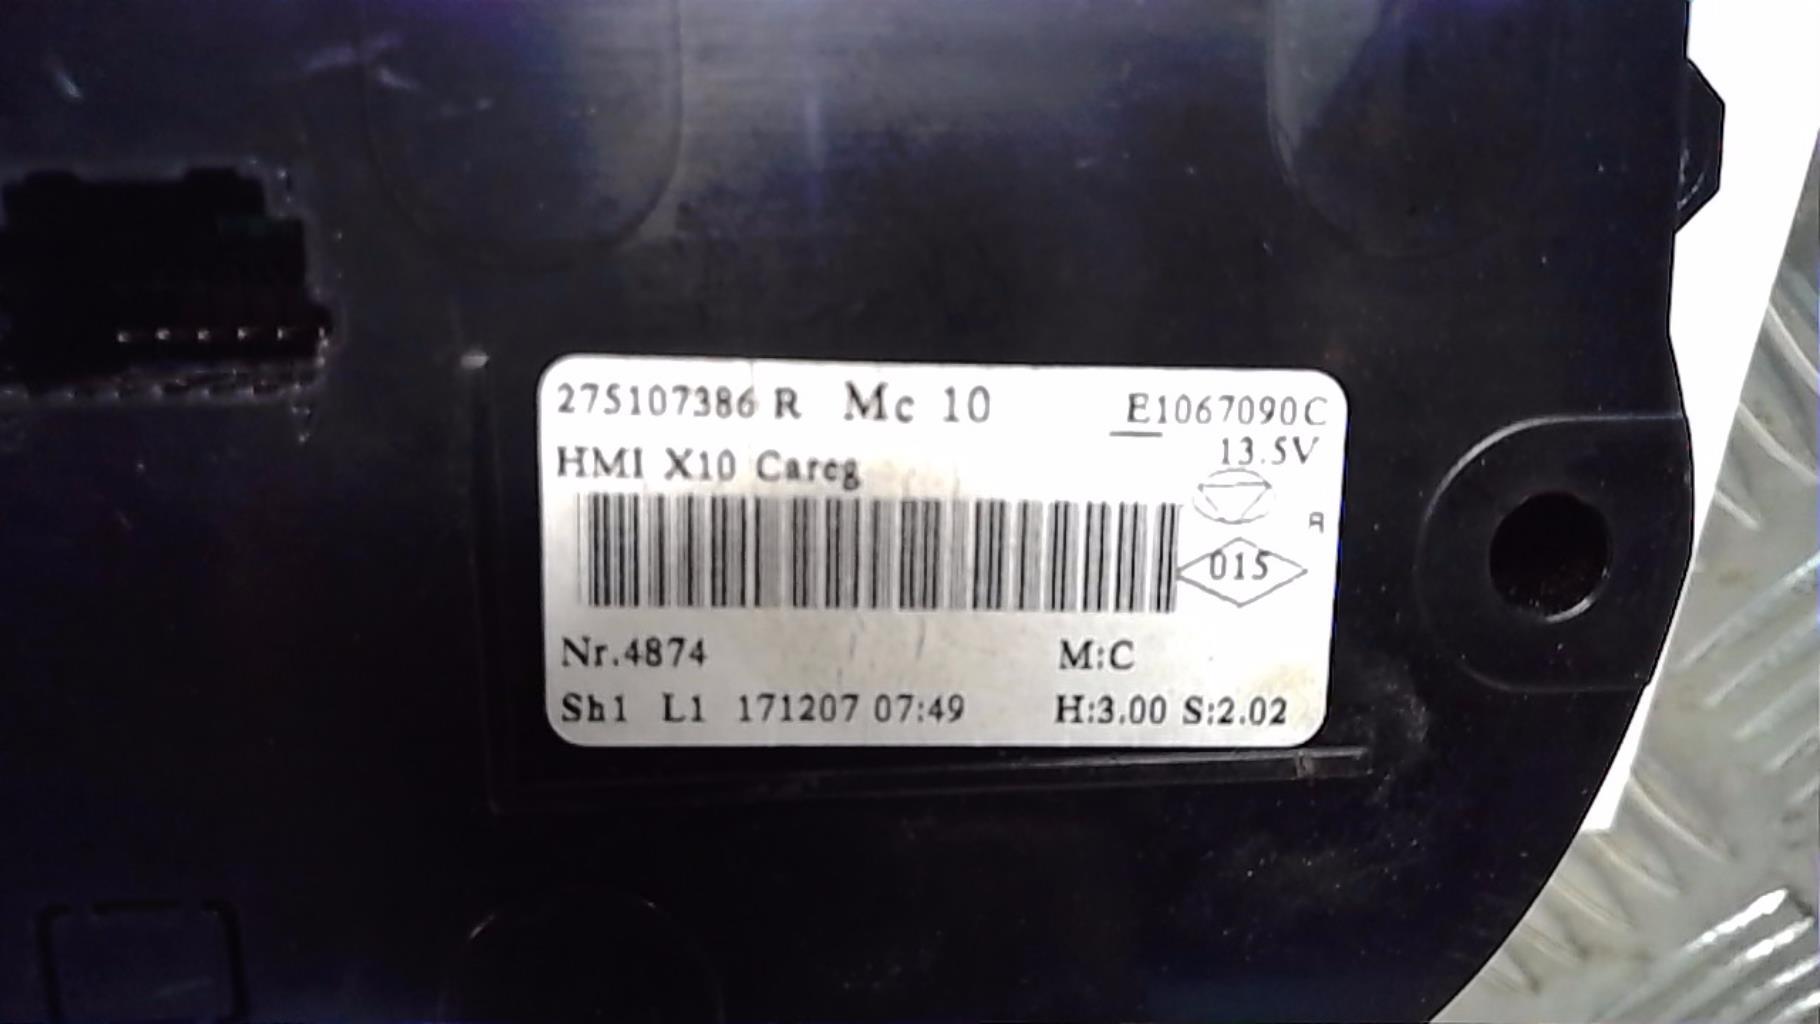 275107386 R Mc 10 E1067090C
HMI X10 Careg 13.5V
A
015
Nr.4874 M:C
Sh1 L1 171207 07:49 H:3.00 S:2.02